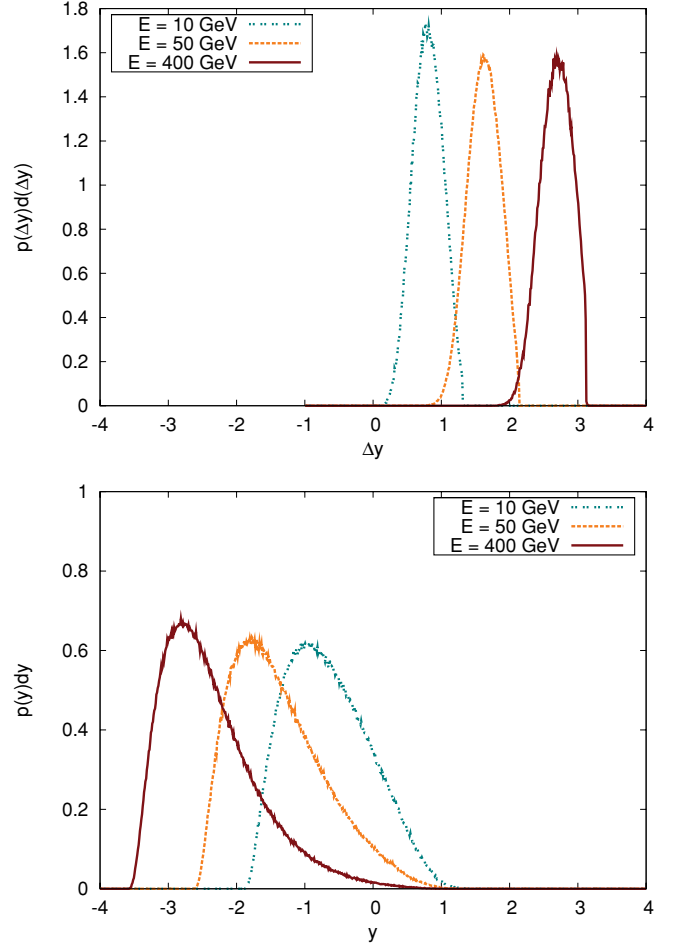 E = 10 GeV
E = 50 GeV
E = 400 GeV
p(Δy)d(Δy)
1.8
1.6
1.4
1.2
1
0.8
0.6
0.4
0.2
0
-4 -3 -2 -1 0 1 2 3 4
Δy
E = 10 GeV
E = 50 GeV
E = 400 GeV
p(y)dy
1
0.8
0.6
0.4
0.2
0
-4 -3 -2 -1 0 1 2 3 4
y